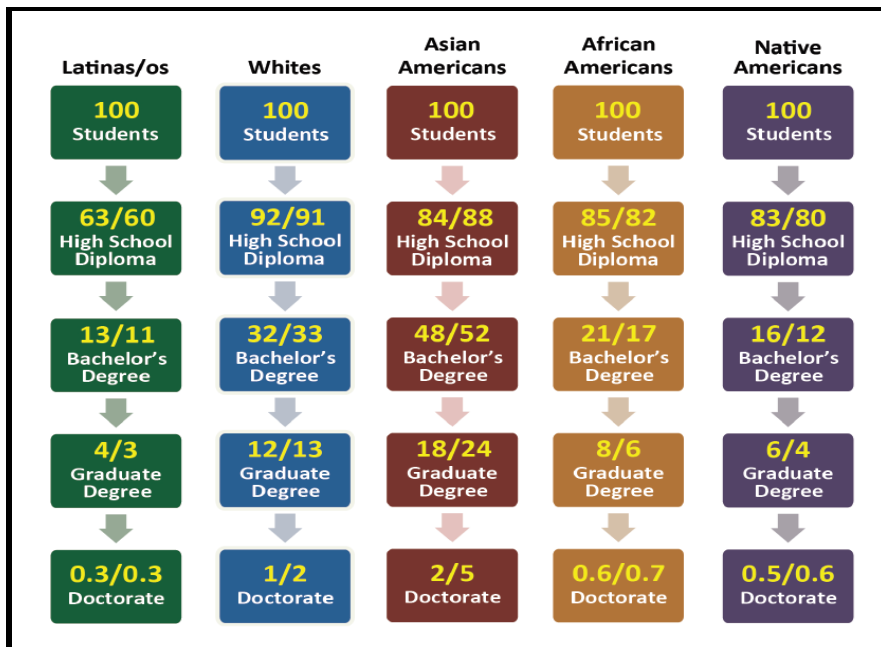 Latinas/os
100
Students
63/60
High School
Diploma
13/11
Bachelor's
Degree
4/3
Graduate
Degree
0.3/0.3
Doctorate
Whites
100
Students
92/91
High School
Diploma
32/33
Bachelor's
Degree
12/13
Graduate
Degree
1/2
Doctorate
Asian
Americans
100
Students
84/88
High School
Diploma
48/52
Bachelor's
Degree
18/24
Graduate
Degree
2/5
Doctorate
African
Americans
100
Students
85/82
High School
Diploma
21/17
Bachelor's
Degree
8/6
Graduate
Degree
0.6/0.7
Doctorate
Native
Americans
100
Students
83/80
High School
Diploma
16/12
Bachelor's
Degree
6/4
Graduate
Degree
0.5/0.6
Doctorate